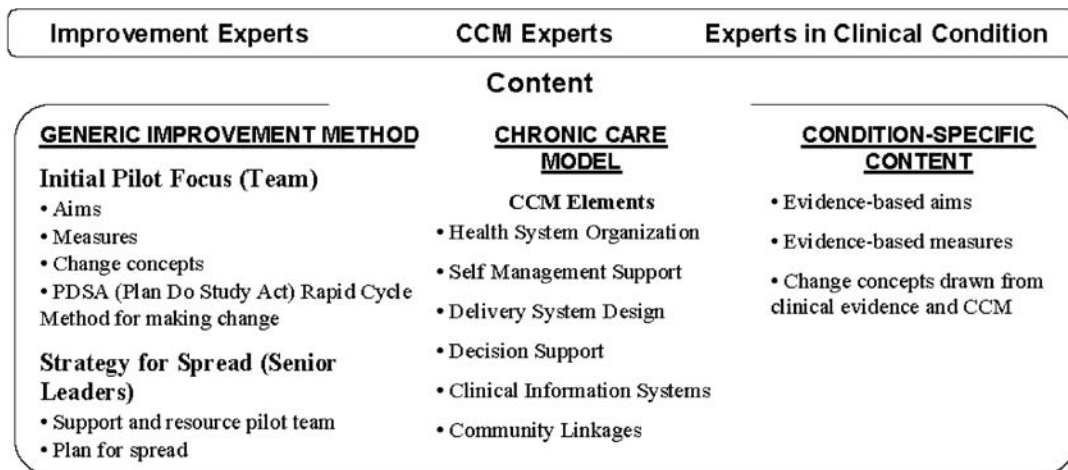 Improvement Experts CCM Experts Experts in Clinical Condition
Content
GENERIC IMPROVEMENT METHOD
Initial Pilot Focus (Team)
• Aims
• Measures
• Change concepts
• PDSA (Plan Do Study Act) Rapid Cycle
Method for making change
Strategy for Spread (Senior
Leaders)
• Support and resource pilot team
• Plan for spread
CHRONIC CARE
MODEL
CCM Elements
• Health System Organization
• Self Management Support
• Delivery System Design
• Decision Support
• Clinical Information Systems
• Community Linkages
CONDITION-SPECIFIC
CONTENT
• Evidence-based aims
• Evidence-based measures
• Change concepts drawn from
clinical evidence and CCM